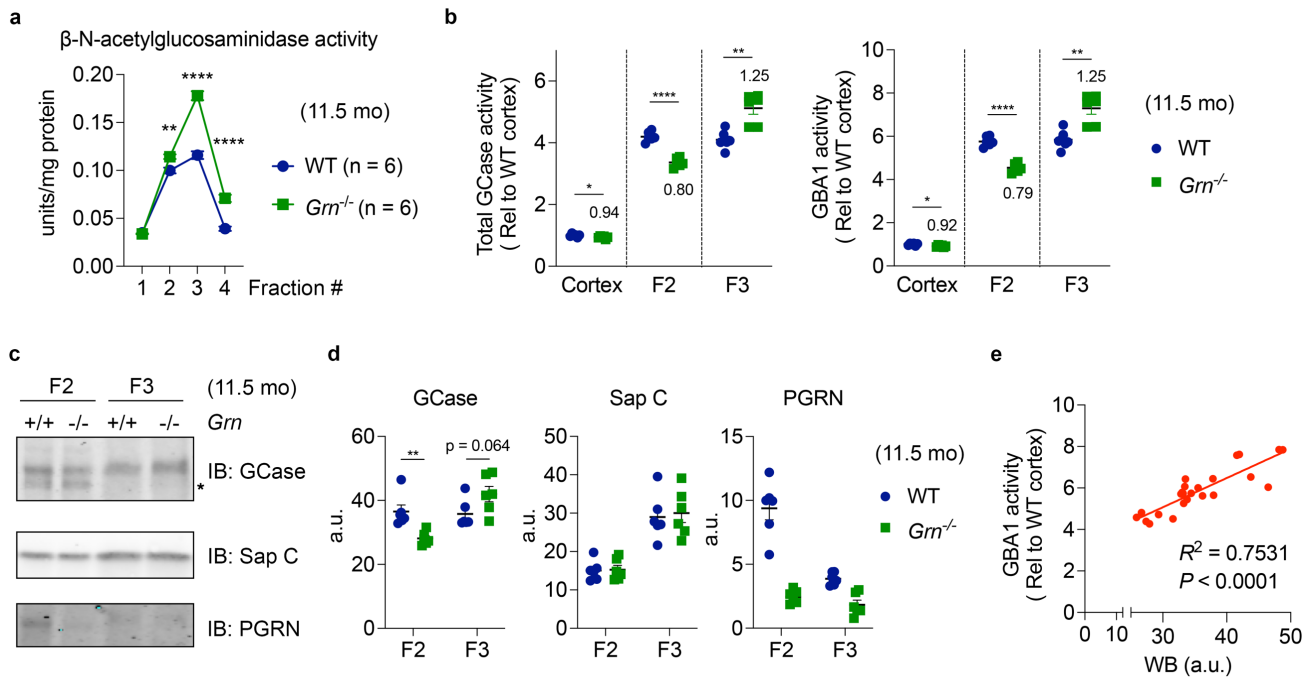 a
β-N-acetylglucosaminidase activity
units/mg protein
0.20
0.15
0.10
0.05
0.00
**
****
****
(11.5 mo)
WT (n = 6)
Grn-/- (n = 6)
1 2 3 4 Fraction #
b
Total GCase activity
( Rel to WT cortex)
6
4
2
0
*
0.94
****
0.80
**
1.25
Cortex F2 F3
GBA1 activity
( Rel to WT cortex)
10
8
6
4
2
0
*
0.92
****
0.79
**
1.25
Cortex F2 F3
(11.5 mo)
WT
Grn-/-
c
F2 F3 (11.5 mo)
+/+ -/- +/+ -/- Grn
IB: GCase
*
IB: Sap C
IB: PGRN
d
GCase
a.u.
60
40
20
0
**
p = 0.064
F2 F3
Sap C
a.u.
50
40
30
20
10
0
F2 F3
PGRN
a.u.
15
10
5
0
F2 F3
(11.5 mo)
WT
Grn-/-
e
GBA1 activity
( Rel to WT cortex)
10
8
6
4
2
0
R2 = 0.7531
P < 0.0001
0 10 30 40 50
WB (a.u.)